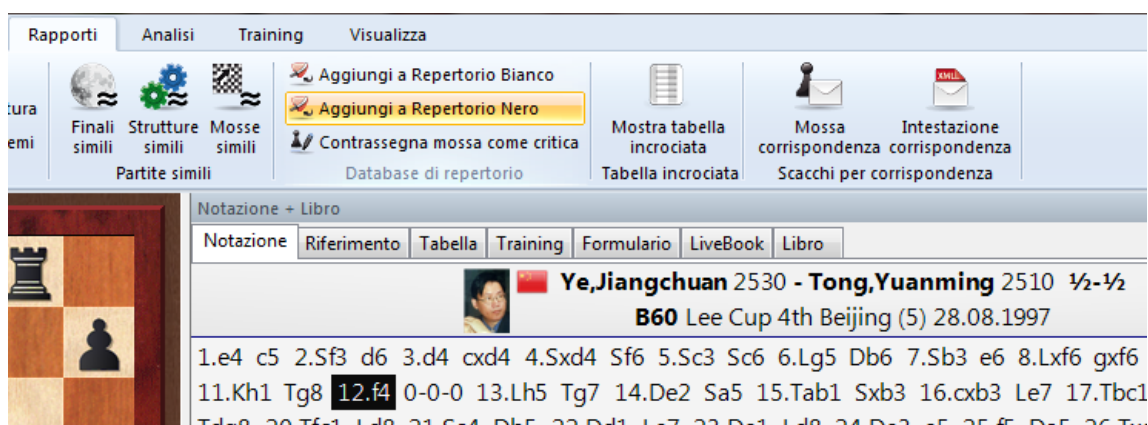 Rapporti Analisi Training Visualizza
Aggiungi a Repertorio Bianco
Aggiungi a Repertorio Nero
Contrassegna mossa come critica
Finali simili
Strutture simili
Mosse simili
Mostra tabella incrociata
Mossa corrispondenza
Intestazione corrispondenza
XML
Partite simili Database di repertorio Tabella incrociata Scacchi per corrispondenza
Notazione + Libro
Notazione Riferimento Tabella Training Formulario LiveBook Libro
Ye,Jiangchuan 2530 - Tong,Yuanming 2510 ½-½
B60 Lee Cup 4th Beijing (5) 28.08.1997
1.e4 c5 2.Sf3 d6 3.d4 cxd4 4.Sxd4 Sf6 5.Sc3 Sc6 6.Lg5 Db6 7.Sb3 e6 8.Lxf6 gxf6
11.Kh1 Tg8 12.f4 0-0-0 13.Lh5 Tg7 14.De2 Sa5 15.Tab1 Sxb3 16.cxb3 Le7 17.Tbc1